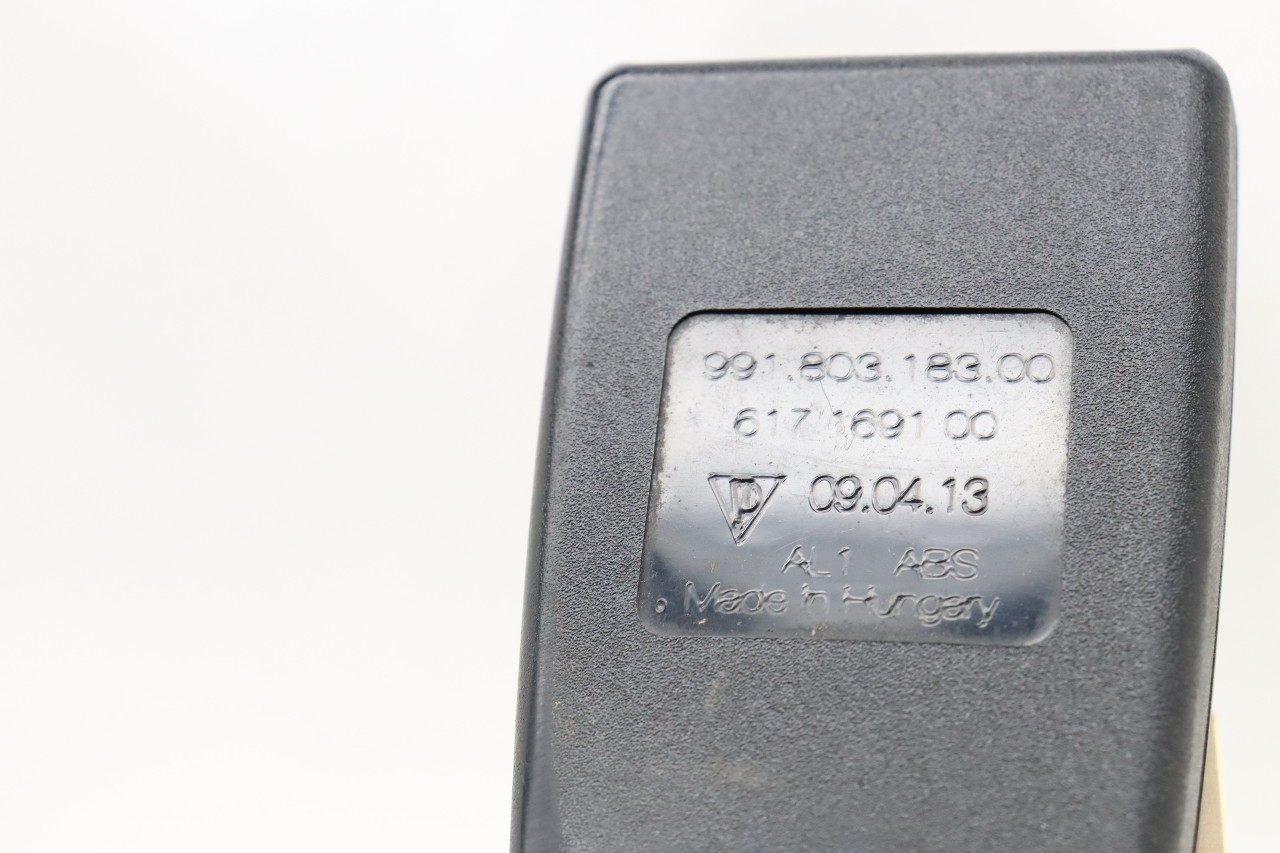 991.803.183.00
617 1691 00
P 09.04.13
AL1 ABS
Made in Hungary